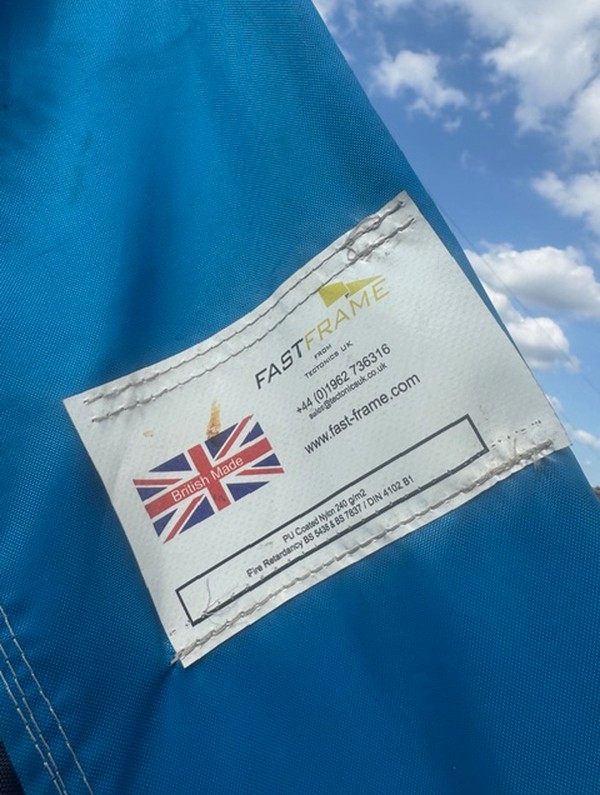 FASTFRAME
FROM
TECTONICS UK
+44 (0)1962 736316
sales@tectonicsuk.co.uk
www.fast-frame.com
British Made
PU Coated Nylon 240 g/m2
Fire Retardancy BS 5438 & BS 7837 / DIN 4102 B1